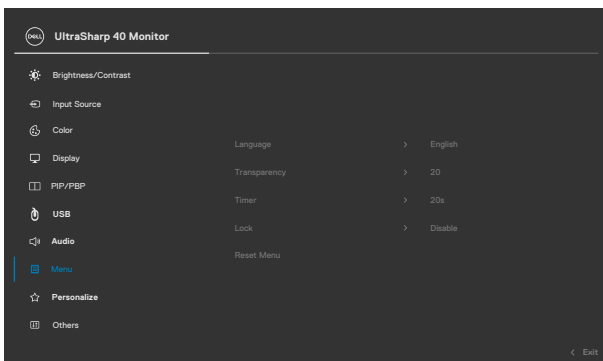 DELL UltraSharp 40 Monitor
Brightness/Contrast
Input Source
Color
Display
PIP/PBP
USB
Audio
Menu
Personalize
Others
Language > English
Transparency > 20
Timer > 20s
Lock > Disable
Reset Menu
< Exit